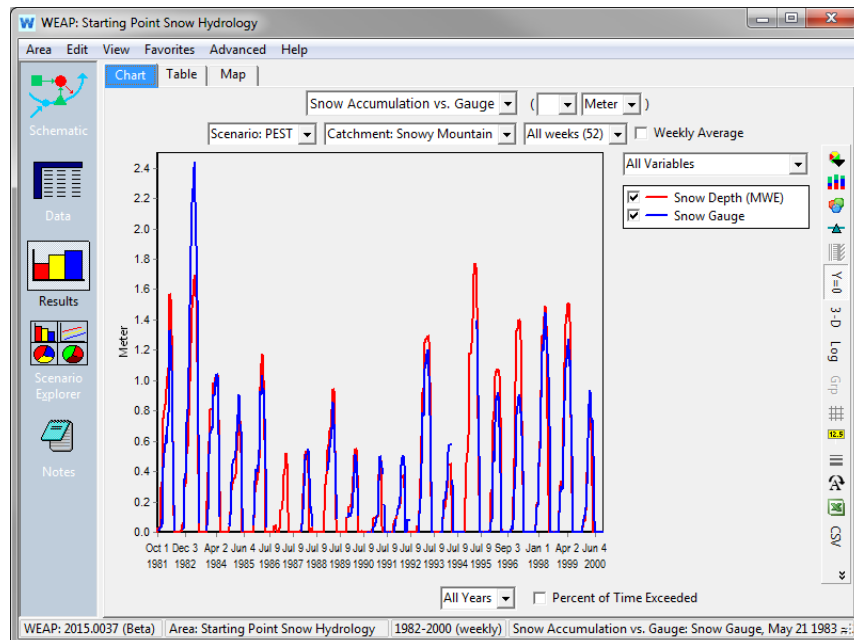 WEAP: Starting Point Snow Hydrology
Area Edit View Favorites Advanced Help
Chart Table Map
Snow Accumulation vs. Gauge ( Meter )
Scenario: PEST Catchment: Snowy Mountain All weeks (52) Weekly Average
All Variables
Snow Depth (MWE)
Snow Gauge
Schematic
Data
Results
Scenario
Explorer
Notes
Meter
2.4
2.2
2.0
1.8
1.6
1.4
1.2
1.0
0.8
0.6
0.4
0.2
0.0
Oct 1 Dec 3 Apr 2 Jun 4 Jul 9 Jul 9 Jul 9 Jul 9 Jul 9 Jul 9 Jul 9 Jul 9 Jul 9 Jul 9 Jul 9 Sep 3 Jan 1 Apr 2 Jun 4
1981 1982 1984 1985 1986 1987 1988 1989 1990 1991 1992 1993 1994 1995 1996 1998 1999 2000
Y=0
3-D
Log
Grp
12.5
CSV
All Years Percent of Time Exceeded
WEAP: 2015.0037 (Beta) Area: Starting Point Snow Hydrology 1982-2000 (weekly) Snow Accumulation vs. Gauge: Snow Gauge, May 21 1983